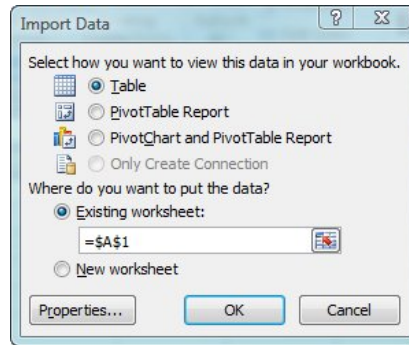 Import Data
Select how you want to view this data in your workbook.
Table
PivotTable Report
PivotChart and PivotTable Report
Only Create Connection
Where do you want to put the data?
Existing worksheet:
=$A$1
New worksheet
Properties... OK Cancel